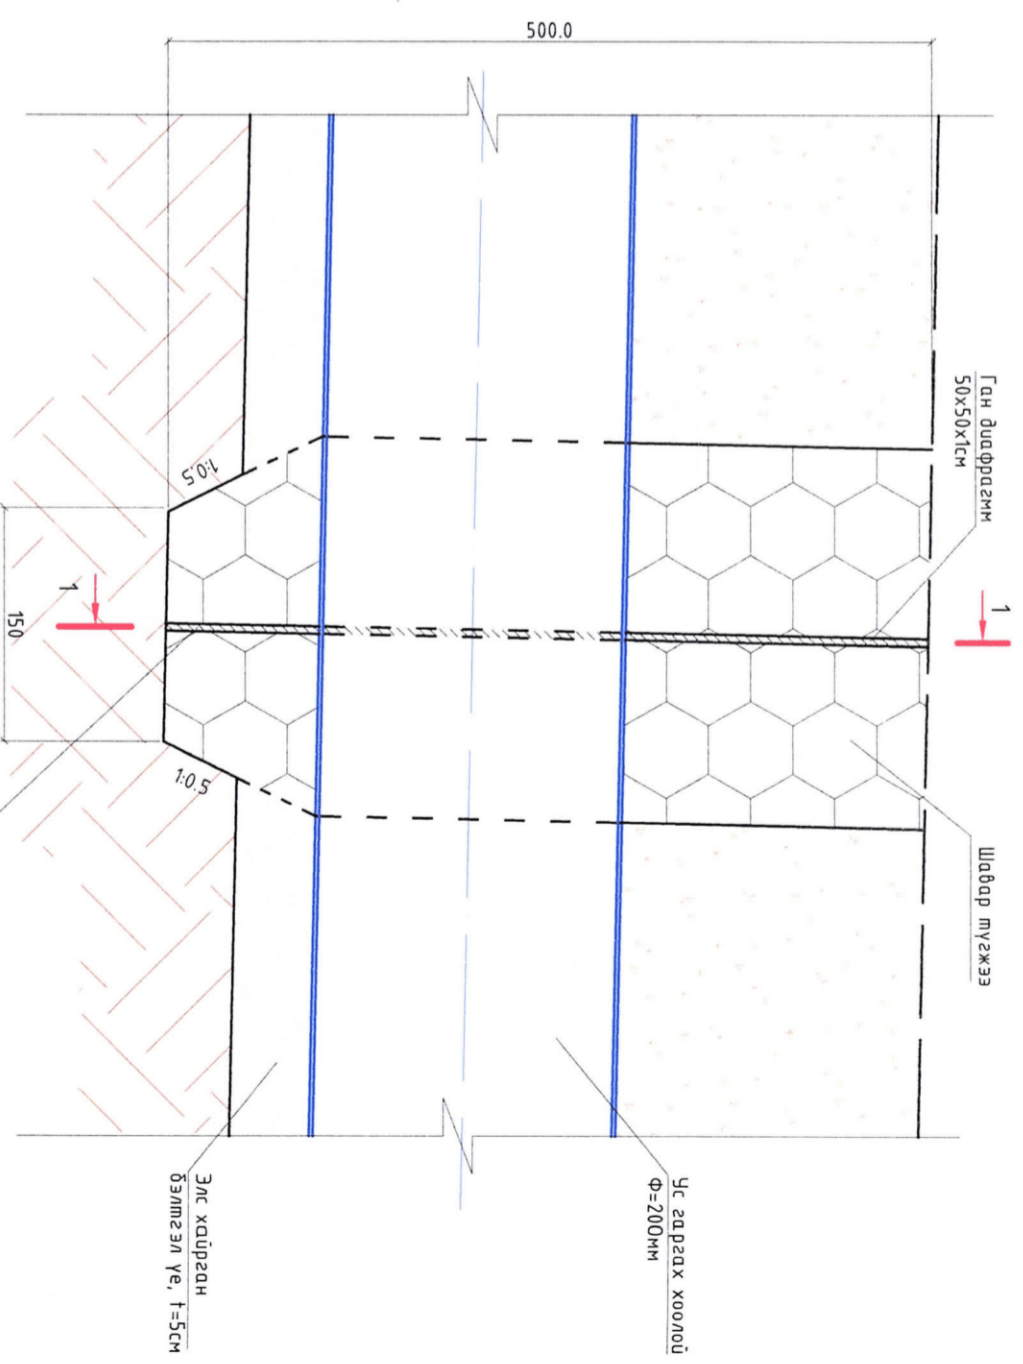 500.0
Ган диафрагмм
50x50x1см
1
Шавар түгжээ
1:0.5
1
150
1:0.5
Ус гаргах хоолой
Ф=200мм
Элс хайрган
бэлтгэл үе, t=5см